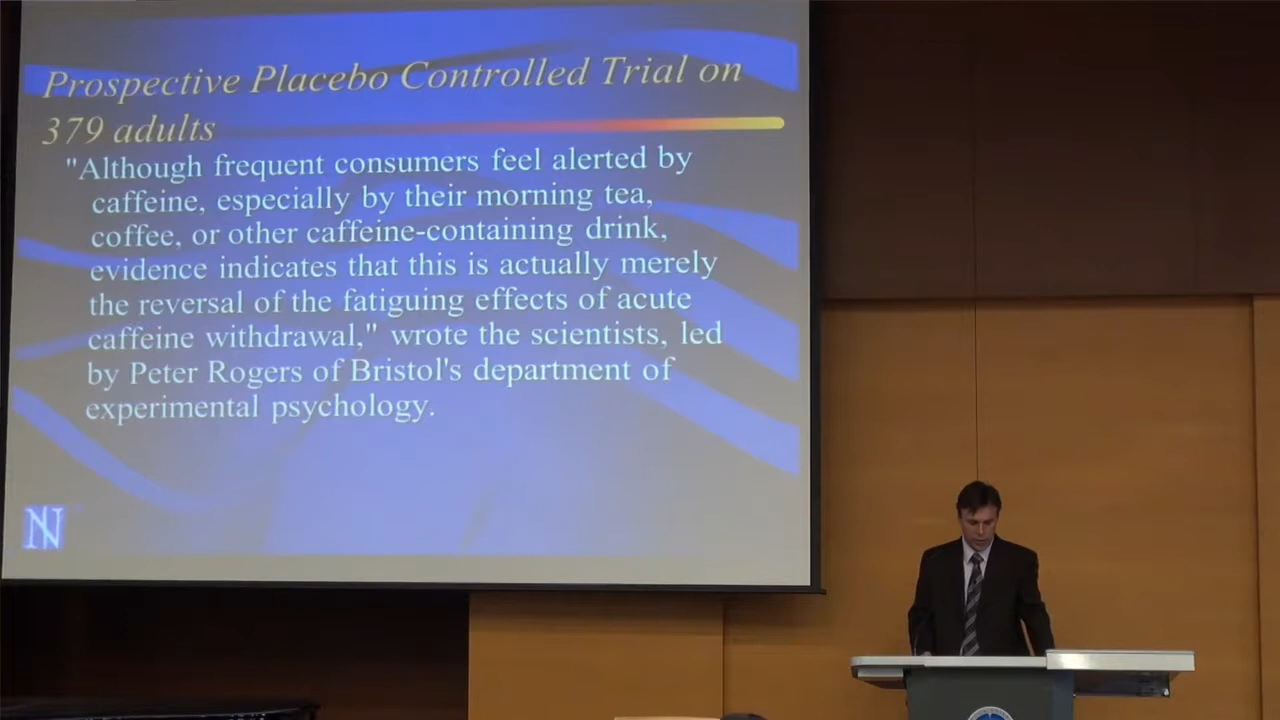 Prospective Placebo Controlled Trial on
379 adults
"Although frequent consumers feel alerted by
caffeine, especially by their morning tea,
coffee, or other caffeine-containing drink,
evidence indicates that this is actually merely
the reversal of the fatiguing effects of acute
caffeine withdrawal," wrote the scientists, led
by Peter Rogers of Bristol's department of
experimental psychology.
N